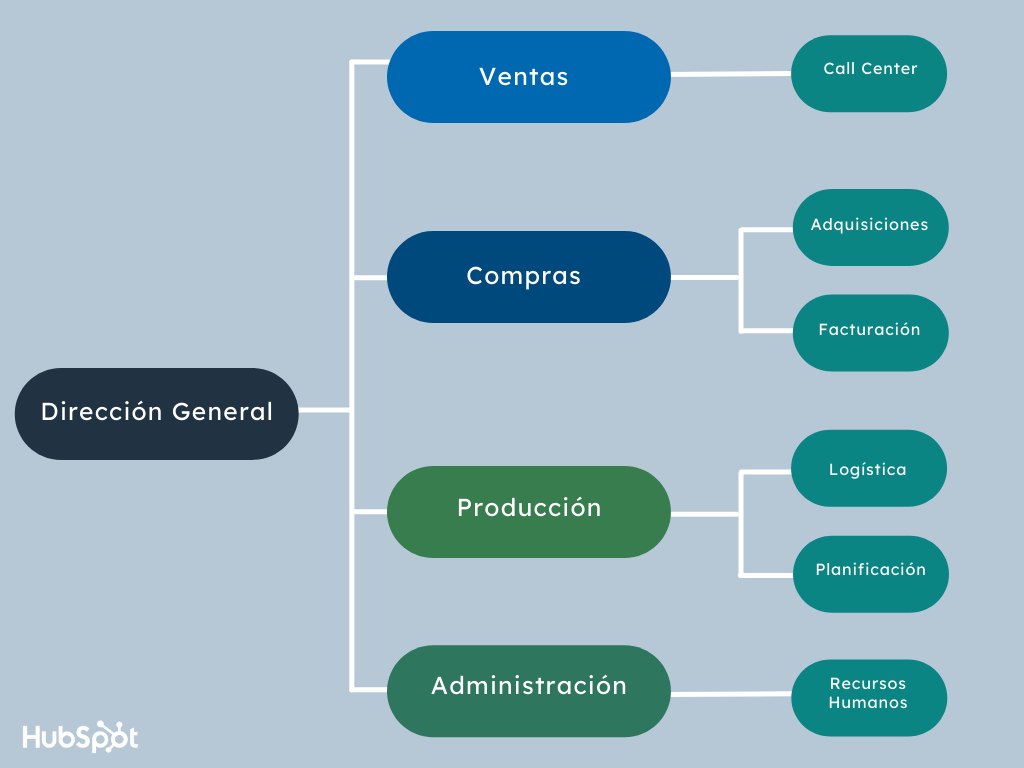 Ventas
Call Center
Compras
Adquisiciones
Facturación
Dirección General
Producción
Logística
Planificación
Administración
Recursos
Humanos
HubSpot